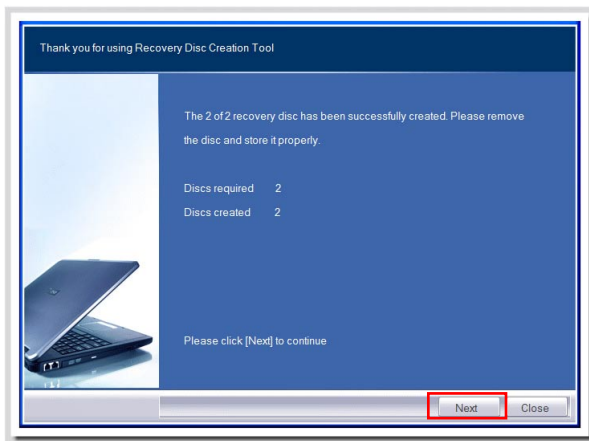 Thank you for using Recovery Disc Creation Tool
The 2 of 2 recovery disc has been successfully created. Please remove
the disc and store it properly.
Discs required 2
Discs created 2
Please click [Next] to continue
Next Close